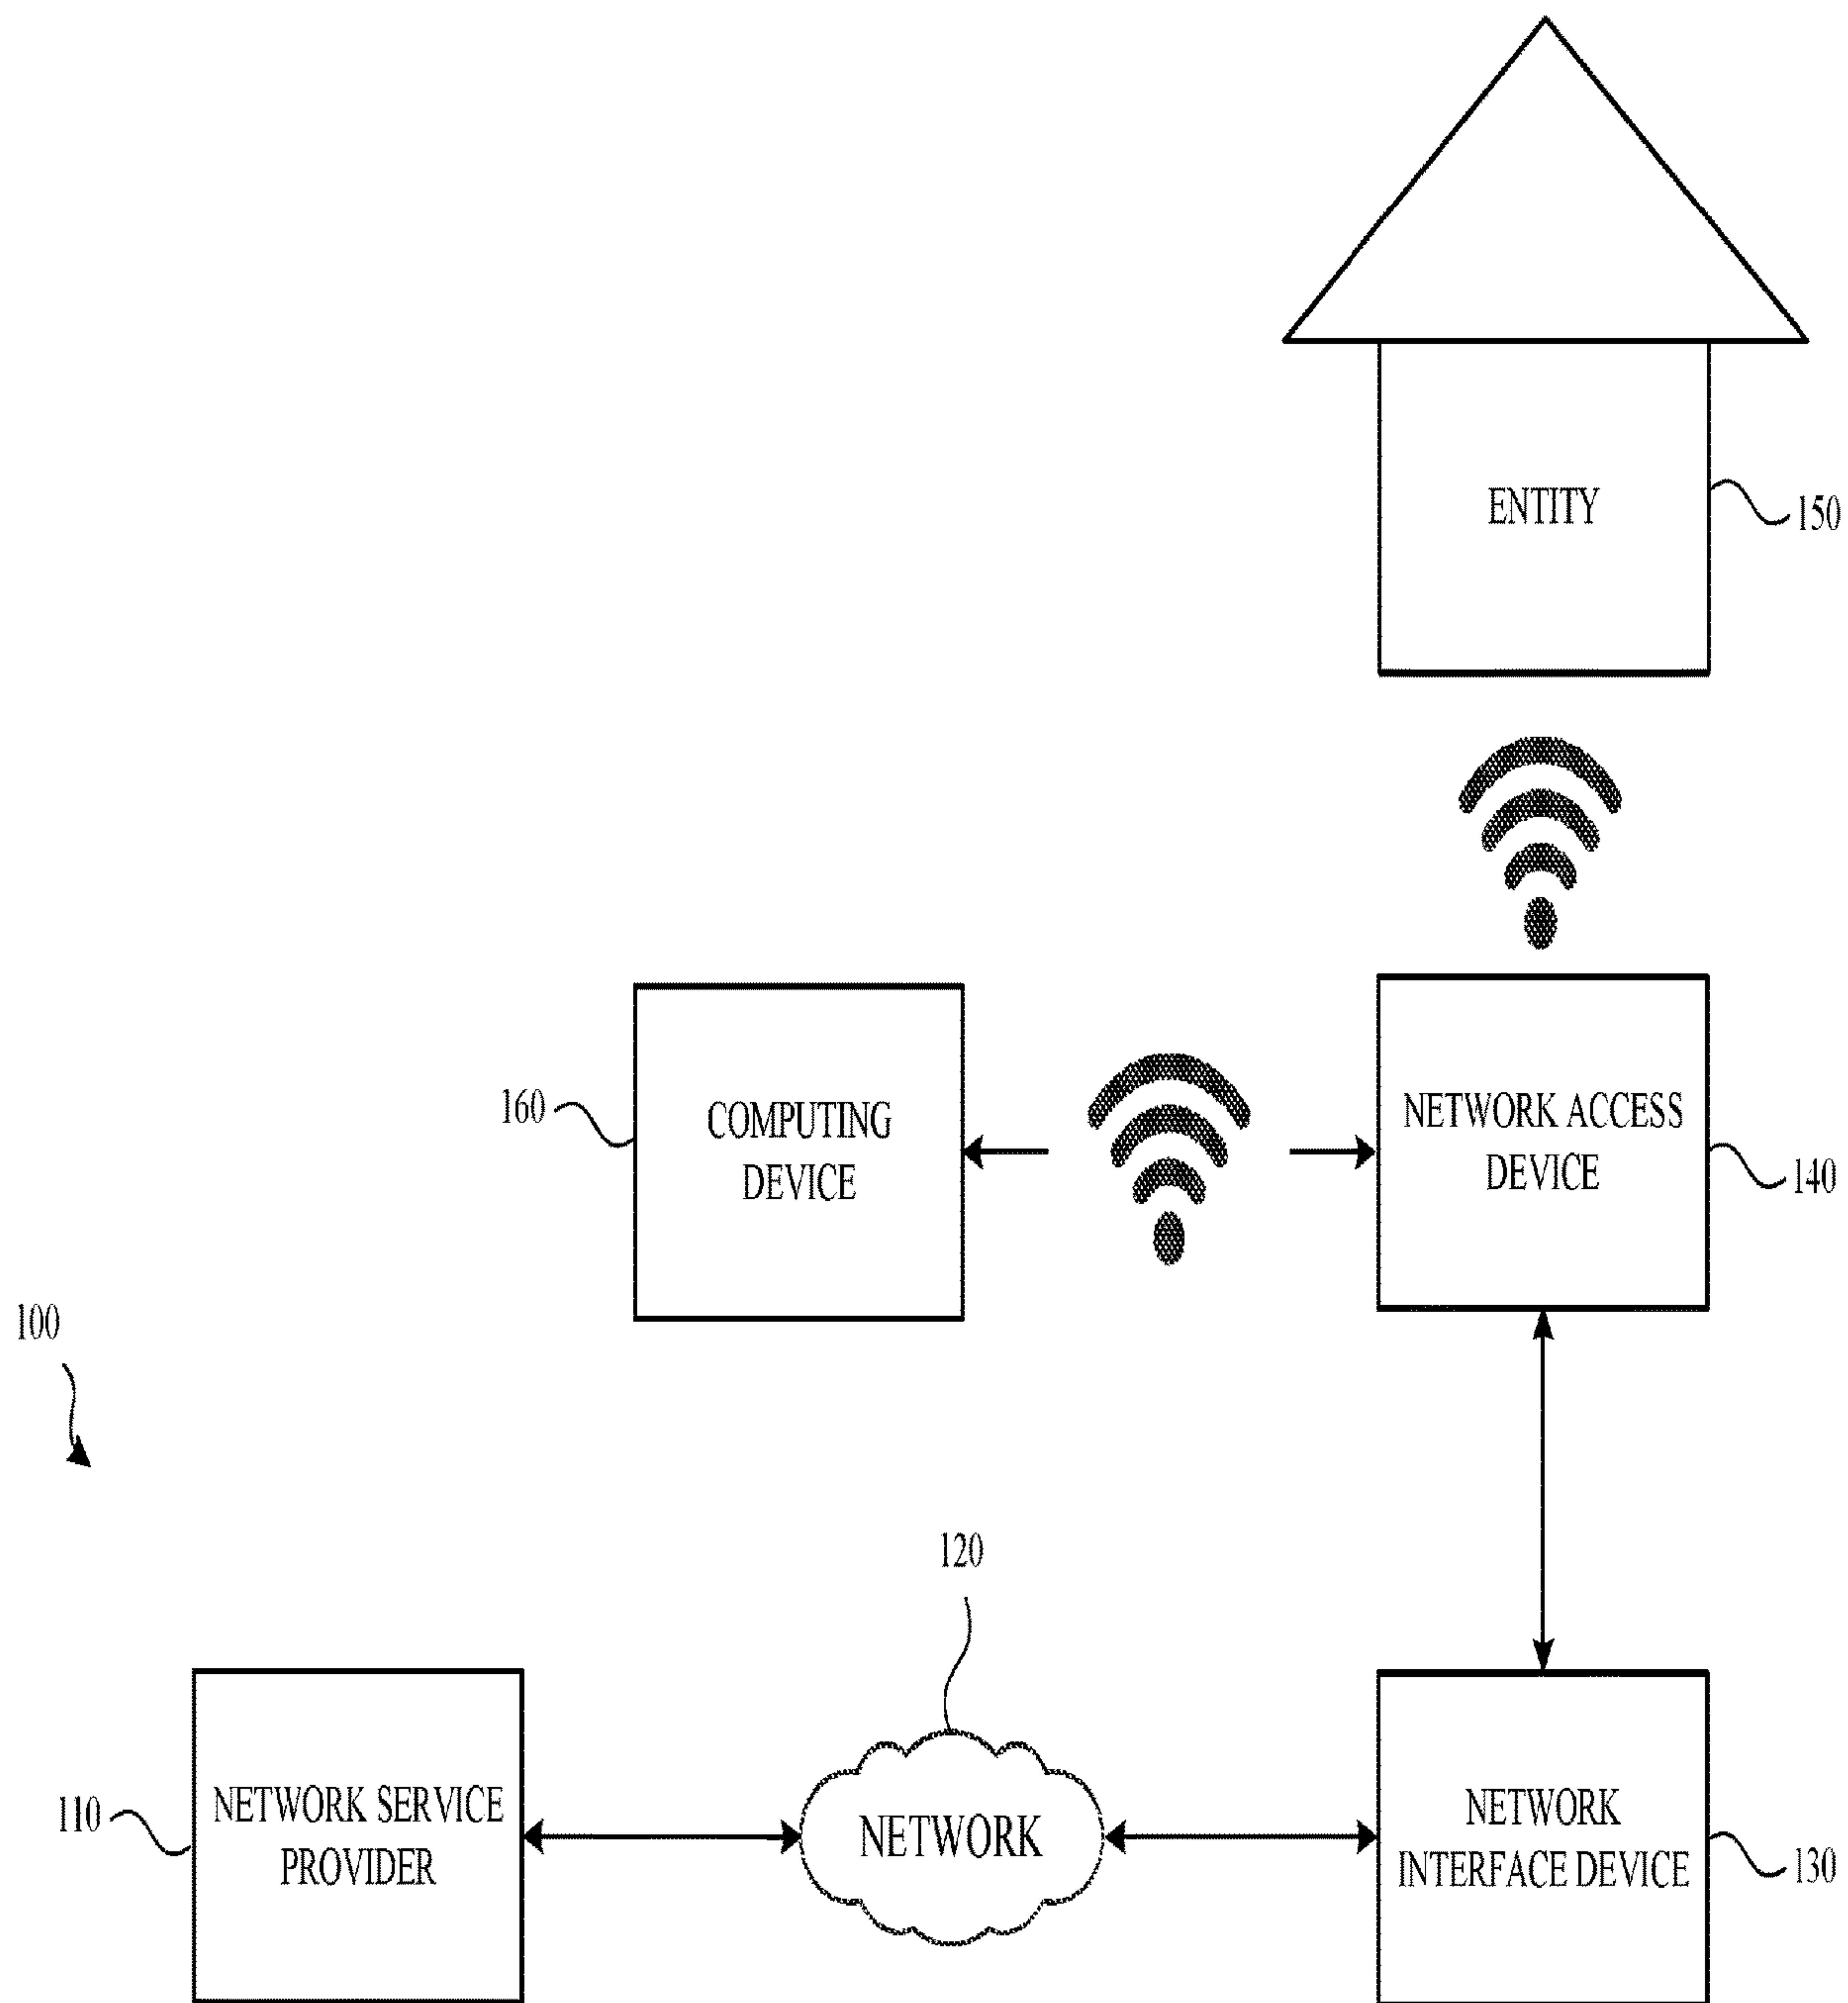 ENTITY
150
160
COMPUTING
DEVICE
NETWORK ACCESS
DEVICE
140
100
120
110
NETWORK SERVICE
PROVIDER
NETWORK
NETWORK
INTERFACE DEVICE
130